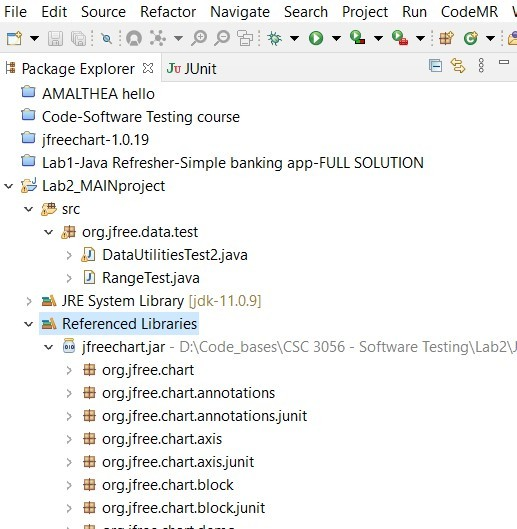 File Edit Source Refactor Navigate Search Project Run CodeMR W
Package Explorer JUnit
AMALTHEA hello
Code-Software Testing course
jfreechart-1.0.19
Lab1-Java Refresher-Simple banking app-FULL SOLUTION
Lab2_MAINproject
src
org.jfree.data.test
DataUtilitiesTest2.java
RangeTest.java
JRE System Library [jdk-11.0.9]
Referenced Libraries
jfreechart.jar - D:\Code_bases\CSC 3056 - Software Testing\Lab2\J
org.jfree.chart
org.jfree.chart.annotations
org.jfree.chart.annotations.junit
org.jfree.chart.axis
org.jfree.chart.axis.junit
org.jfree.chart.block
org.jfree.chart.block.junit
org.jfree.chart.demo